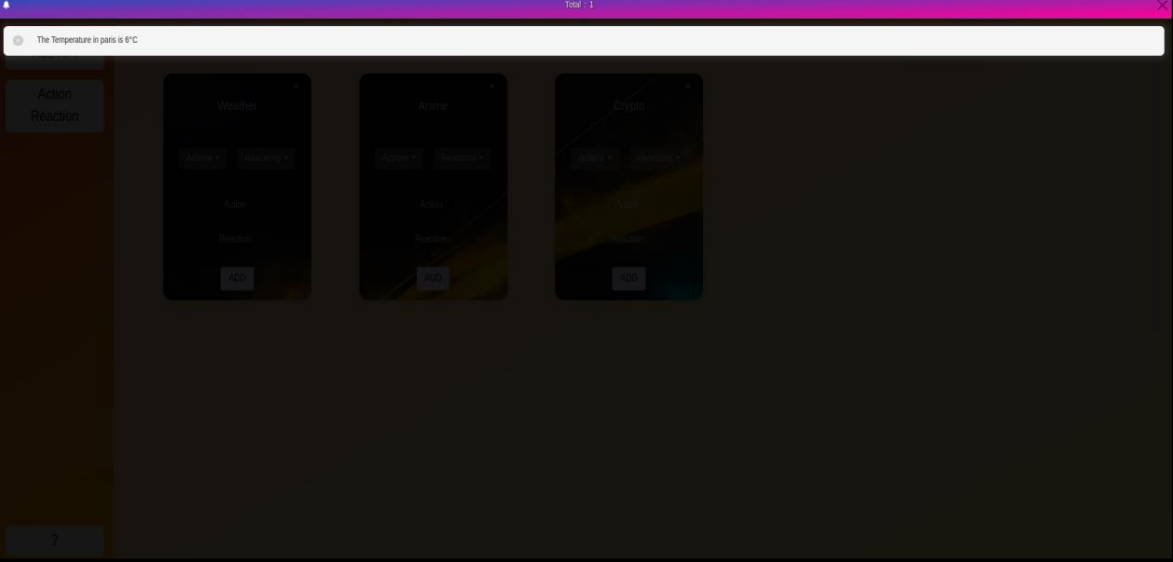 Total : 1
The Temperature in paris is 6°C
Action
Reaction
Weather
Anime
Crypto
Actions
Reactions
Actions
Reactions
Actions
Reactions
Action :
Action :
Action :
Reaction :
Reaction :
Reaction :
ADD
ADD
ADD
?